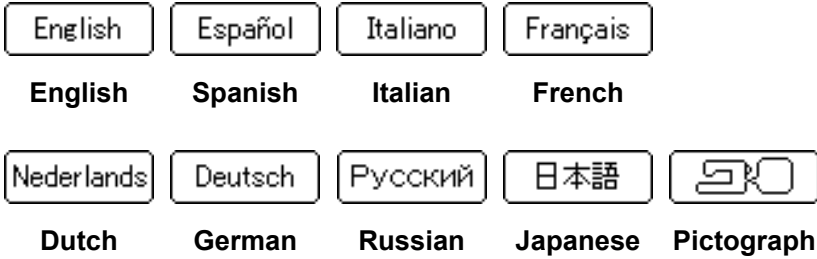 English Español Italiano Français
English Spanish Italian French
Nederlands Deutsch Русский 日本語
Dutch German Russian Japanese Pictograph